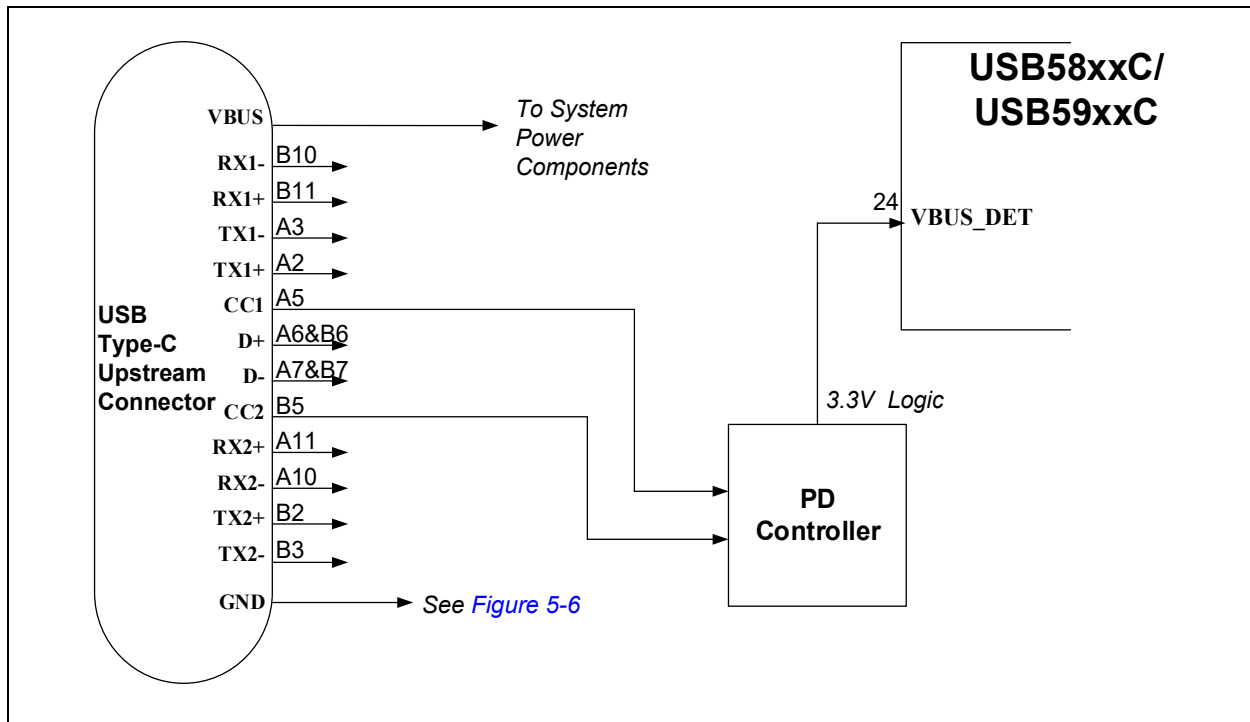 USB58xxC/
USB59xxC
VBUS
To System
Power
Components
RX1- B10
RX1+ B11
TX1- A3
TX1+ A2
CC1 A5
D+ A6&B6
D- A7&B7
CC2 B5
RX2+ A11
RX2- A10
TX2+ B2
TX2- B3
GND
See Figure 5-6
USB
Type-C
Upstream
Connector
24 VBUS_DET
3.3V Logic
PD
Controller